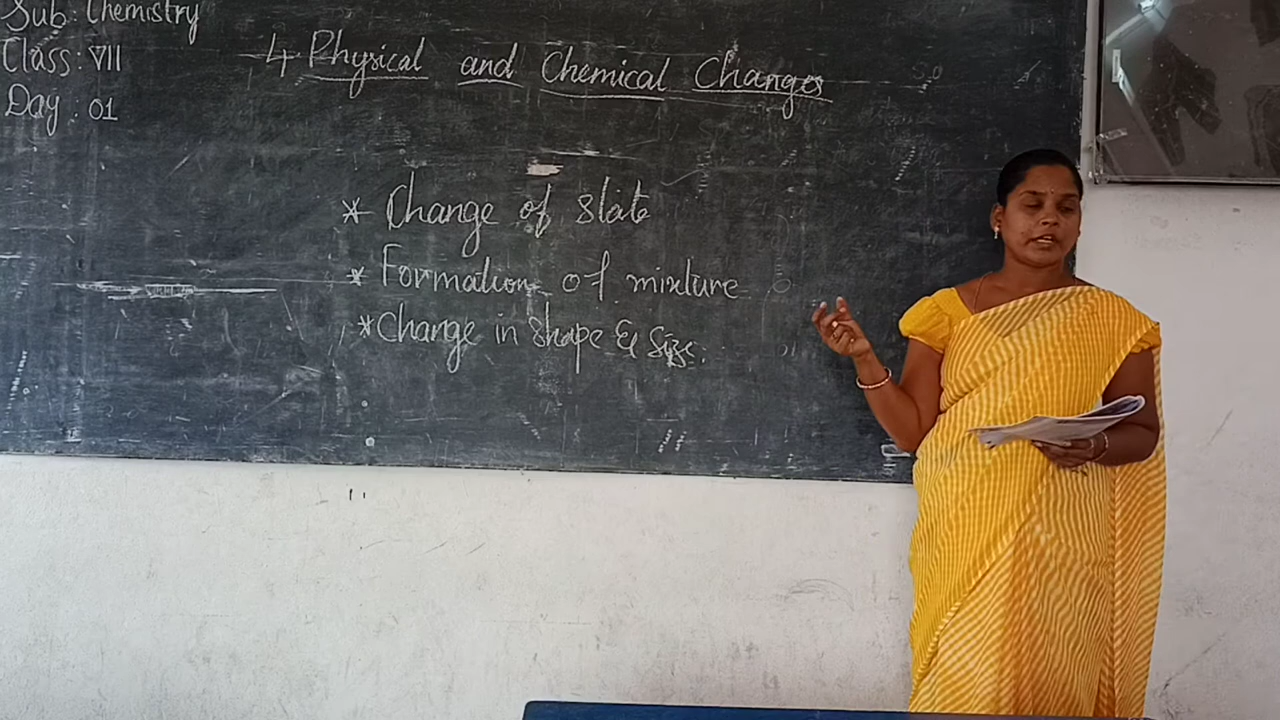 Sub: Chemistry
Class: VII
Day: 01
4 Physical and Chemical Changes
* Change of state
* Formation of mixture
* Change in shape & size.